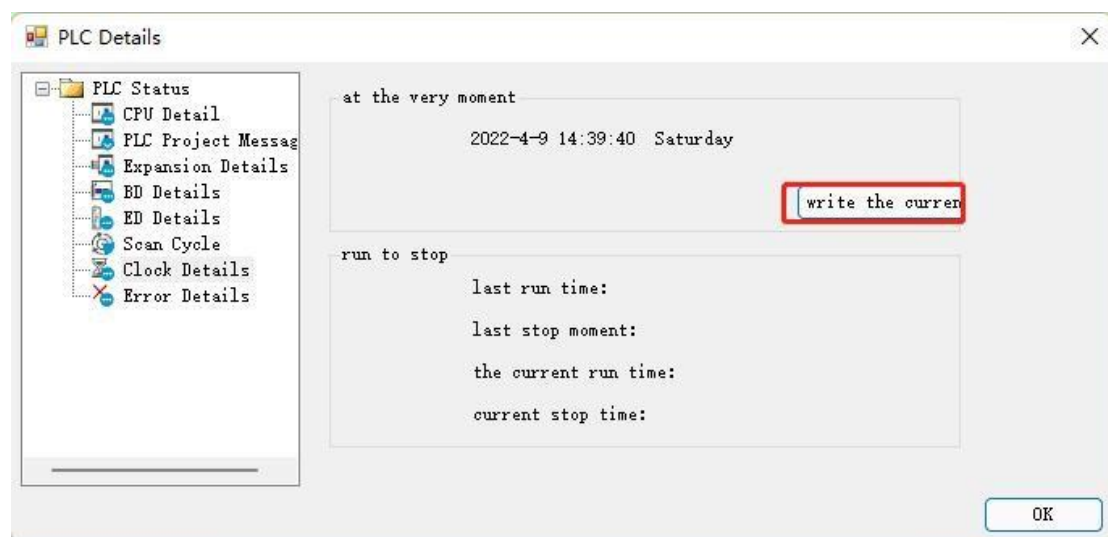 PLC Details
PLC Status
CPU Detail
PLC Project Messag
Expansion Details
BD Details
ED Details
Scan Cycle
Clock Details
Error Details
at the very moment
2022-4-9 14:39:40 Saturday
write the curren
run to stop
last run time:
last stop moment:
the current run time:
current stop time:
OK